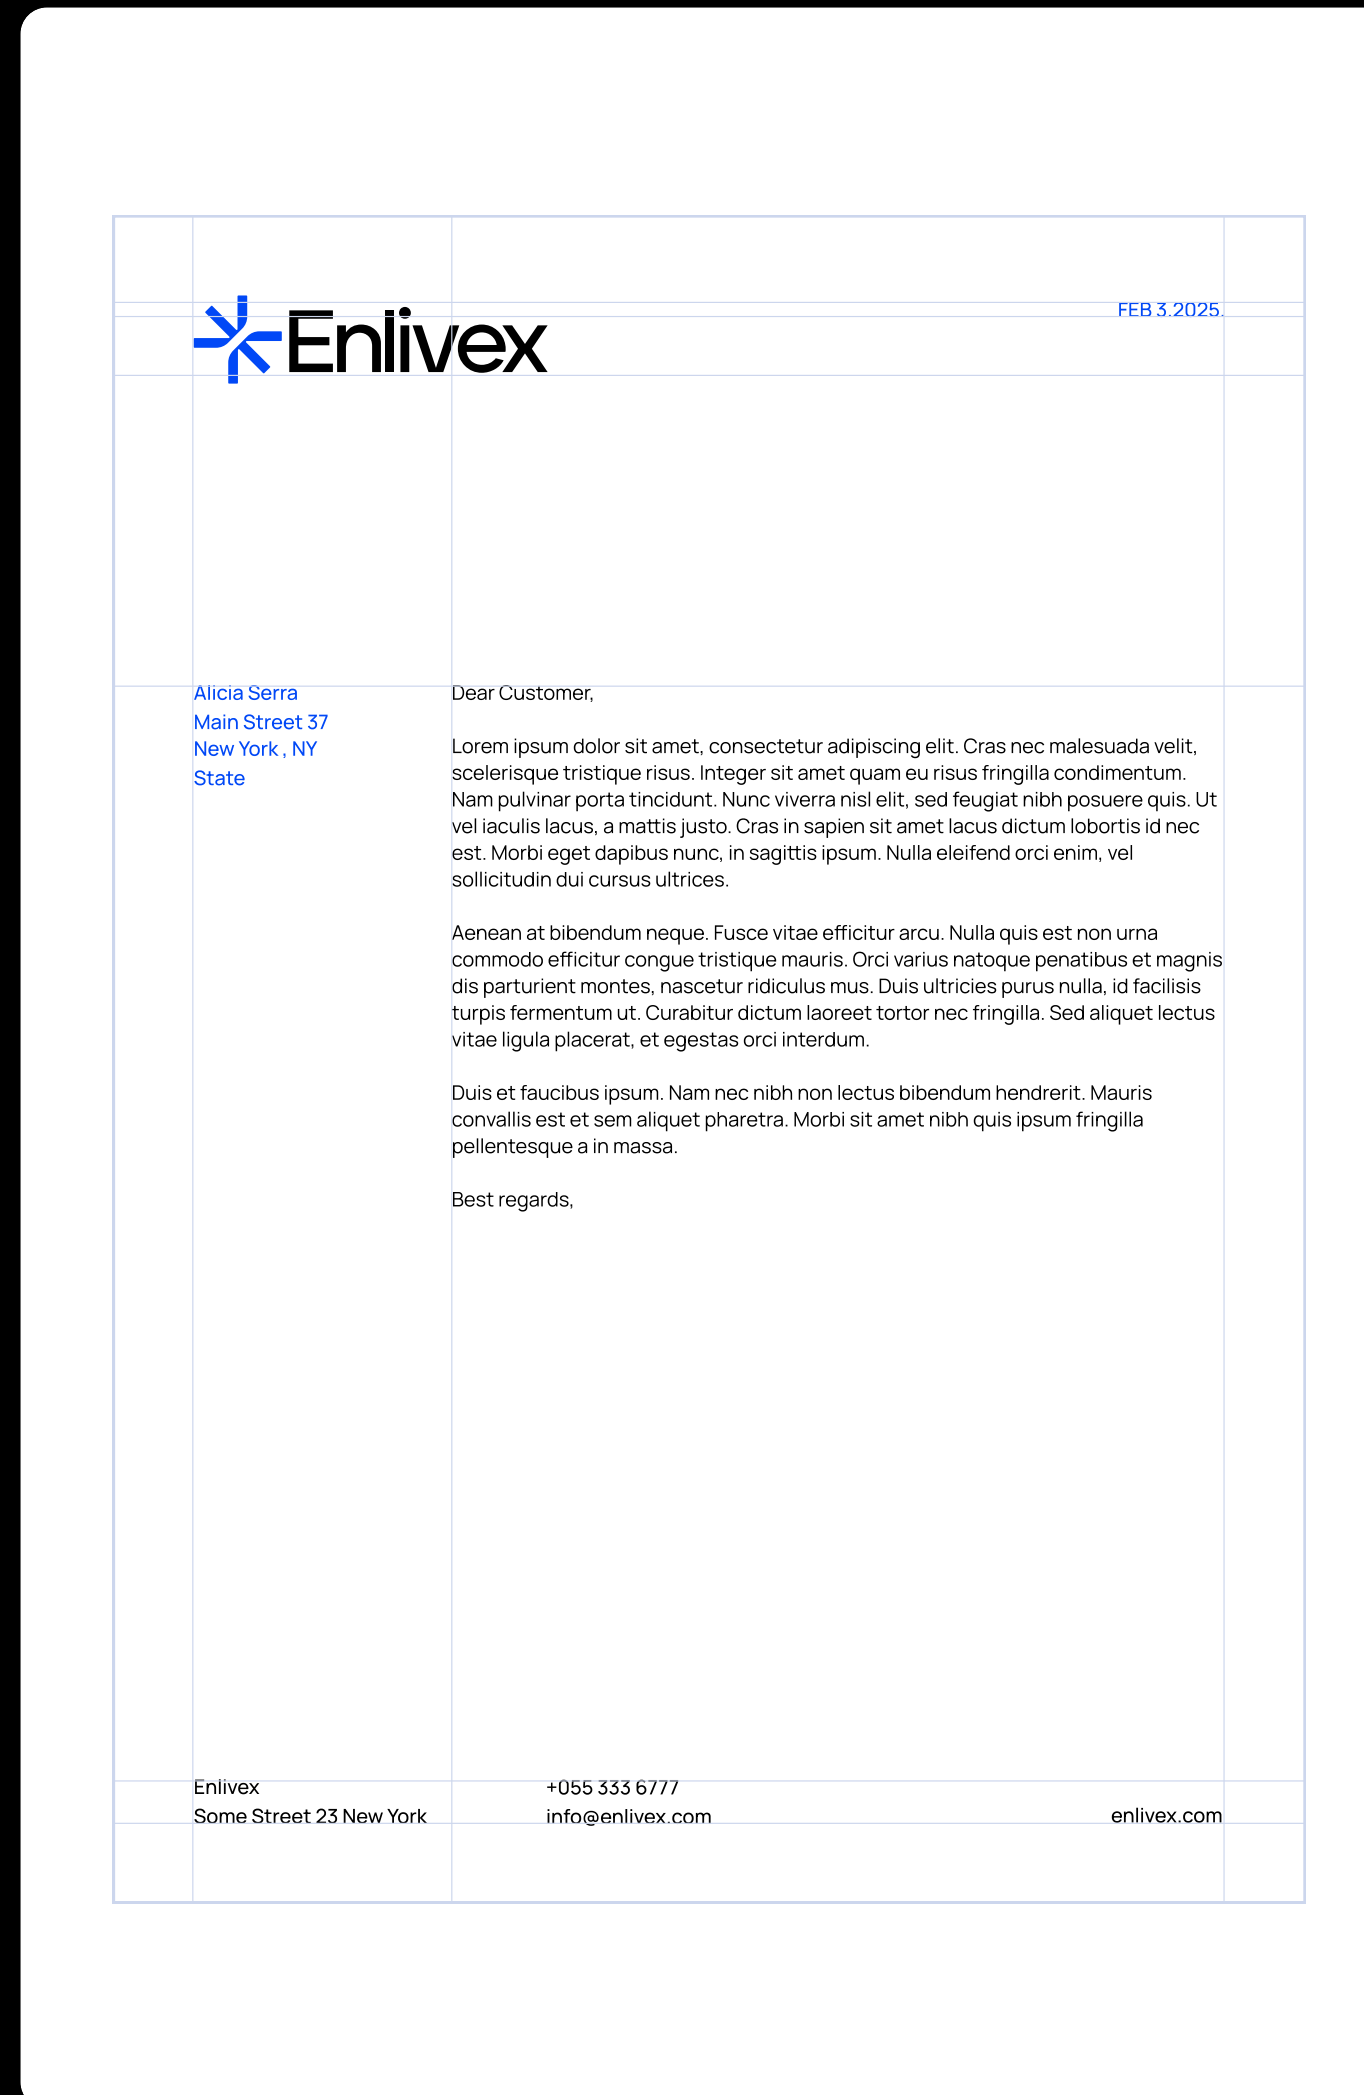 Enlivex
FEB 3.2025.
Alicia Serra
Main Street 37
New York , NY
State
Dear Customer,
Lorem ipsum dolor sit amet, consectetur adipiscing elit. Cras nec malesuada velit,
scelerisque tristique risus. Integer sit amet quam eu risus fringilla condimentum.
Nam pulvinar porta tincidunt. Nunc viverra nisl elit, sed feugiat nibh posuere quis. Ut
vel iaculis lacus, a mattis justo. Cras in sapien sit amet lacus dictum lobortis id nec
est. Morbi eget dapibus nunc, in sagittis ipsum. Nulla eleifend orci enim, vel
sollicitudin dui cursus ultrices.
Aenean at bibendum neque. Fusce vitae efficitur arcu. Nulla quis est non urna
commodo efficitur congue tristique mauris. Orci varius natoque penatibus et magnis
dis parturient montes, nascetur ridiculus mus. Duis ultricies purus nulla, id facilisis
turpis fermentum ut. Curabitur dictum laoreet tortor nec fringilla. Sed aliquet lectus
vitae ligula placerat, et egestas orci interdum.
Duis et faucibus ipsum. Nam nec nibh non lectus bibendum hendrerit. Mauris
convallis est et sem aliquet pharetra. Morbi sit amet nibh quis ipsum fringilla
pellentesque a in massa.
Best regards,
Enlivex
Some Street 23 New York
+055 333 6777
info@enlivex.com
enlivex.com